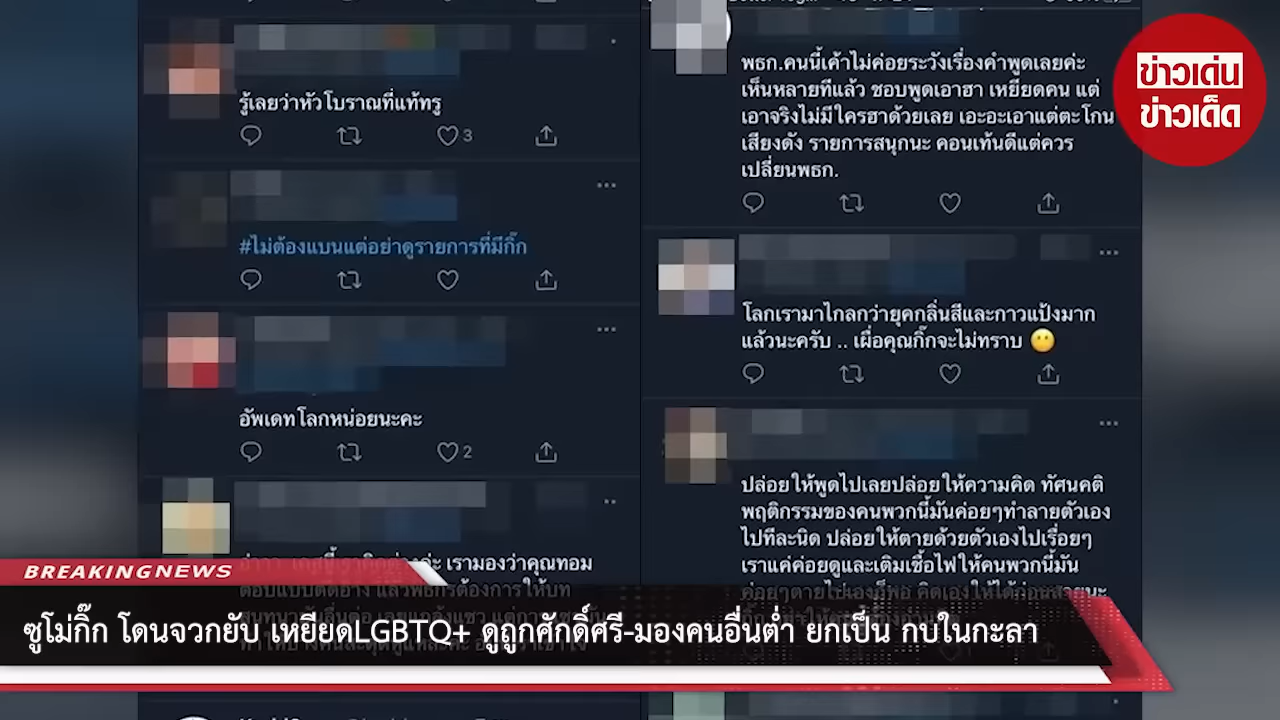 รู้เลยว่าหัวโบราณที่แท้ทรู
3
#ไม่ต้องแบนแต่อย่าดูรายการที่มีกิ๊ก
อัพเดทโลกหน่อยนะคะ
2
เรามองว่าคุณทอม
พธก.คนนี้เค้าไม่ค่อยระวังเรื่องคำพูดเลยค่ะ
เห็นหลายทีแล้ว ชอบพูดเอาฮา เหยียดคน แต่
เอาจริงไม่มีใครฮาด้วยเลย เอะอะเอาแต่ตะโกน
เสียงดัง รายการสนุกนะ คอนเท้นดีแต่ควร
เปลี่ยนพธก.
โลกเรามาไกลกว่ายุคกลิ่นสีและกาวแป้งมาก
แล้วนะครับ .. เผื่อคุณกิ๊กจะไม่ทราบ 😶
ปล่อยให้พูดไปเลยปล่อยให้ความคิด ทัศนคติ
พฤติกรรมของคนพวกนี้มันค่อยๆทำลายตัวเอง
ไปทีละนิด ปล่อยให้ตายด้วยตัวเองไปเรื่อยๆ
เราแค่ค่อยดูและเติมเชื้อไฟให้คนพวกนี้มัน
ข่าวเด่น
ข่าวเด็ด
BREAKING NEWS
ซูโม่กิ๊ก โดนจวกยับ เหยียดLGBTQ+ ดูถูกศักดิ์ศรี-มองคนอื่นต่ำ ยกเป็น กบในกะลา